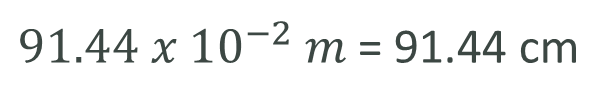 91.44 x 10⁻² m = 91.44 cm